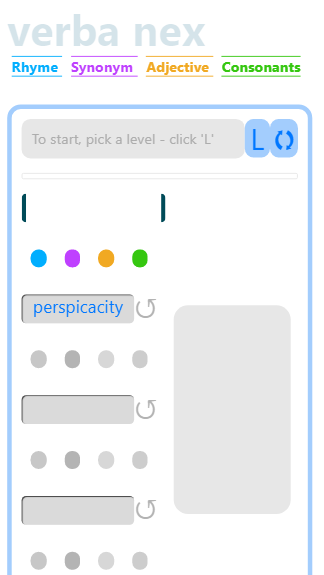 verba nex
Rhyme Synonym Adjective Consonants
To start, pick a level - click 'L'
L
perspicacity